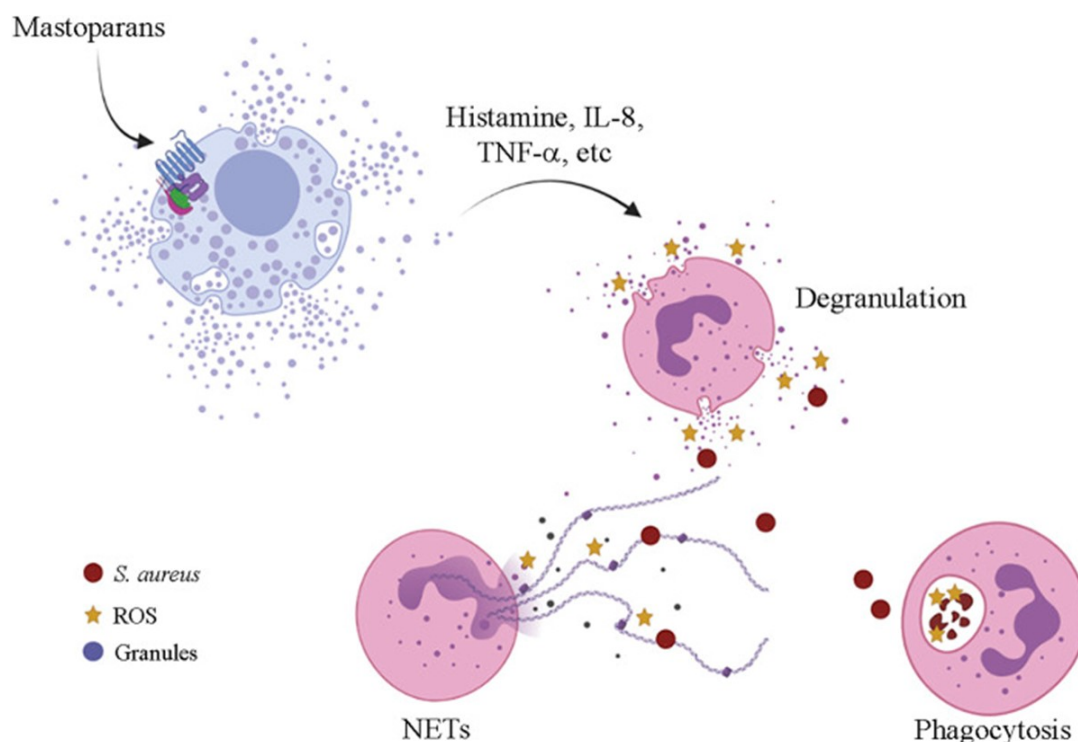 Mastoparans
Histamine, IL-8,
TNF-α, etc
Degranulation
S. aureus
ROS
Granules
NETs
Phagocytosis